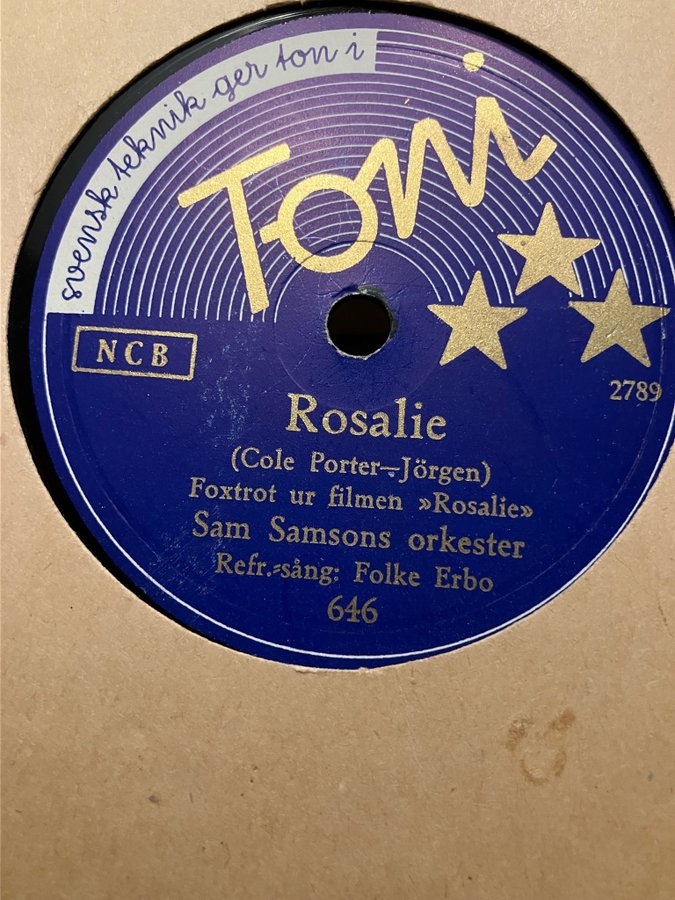 svensk teknik ger ton i
Toni
NCB
2789
Rosalie
(Cole Porter–Jörgen)
Foxtrot ur filmen »Rosalie»
Sam Samsons orkester
Refr.-sång: Folke Erbo
646